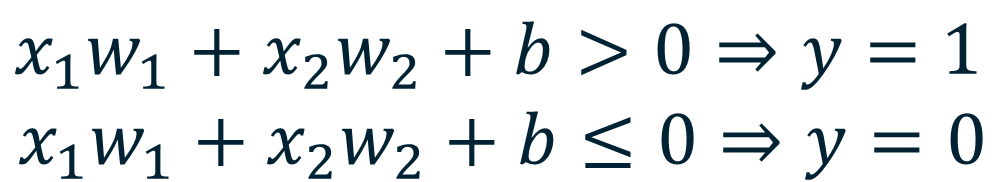 x₁w₁ + x₂w₂ + b > 0 ⇒ y = 1
x₁w₁ + x₂w₂ + b ≤ 0 ⇒ y = 0